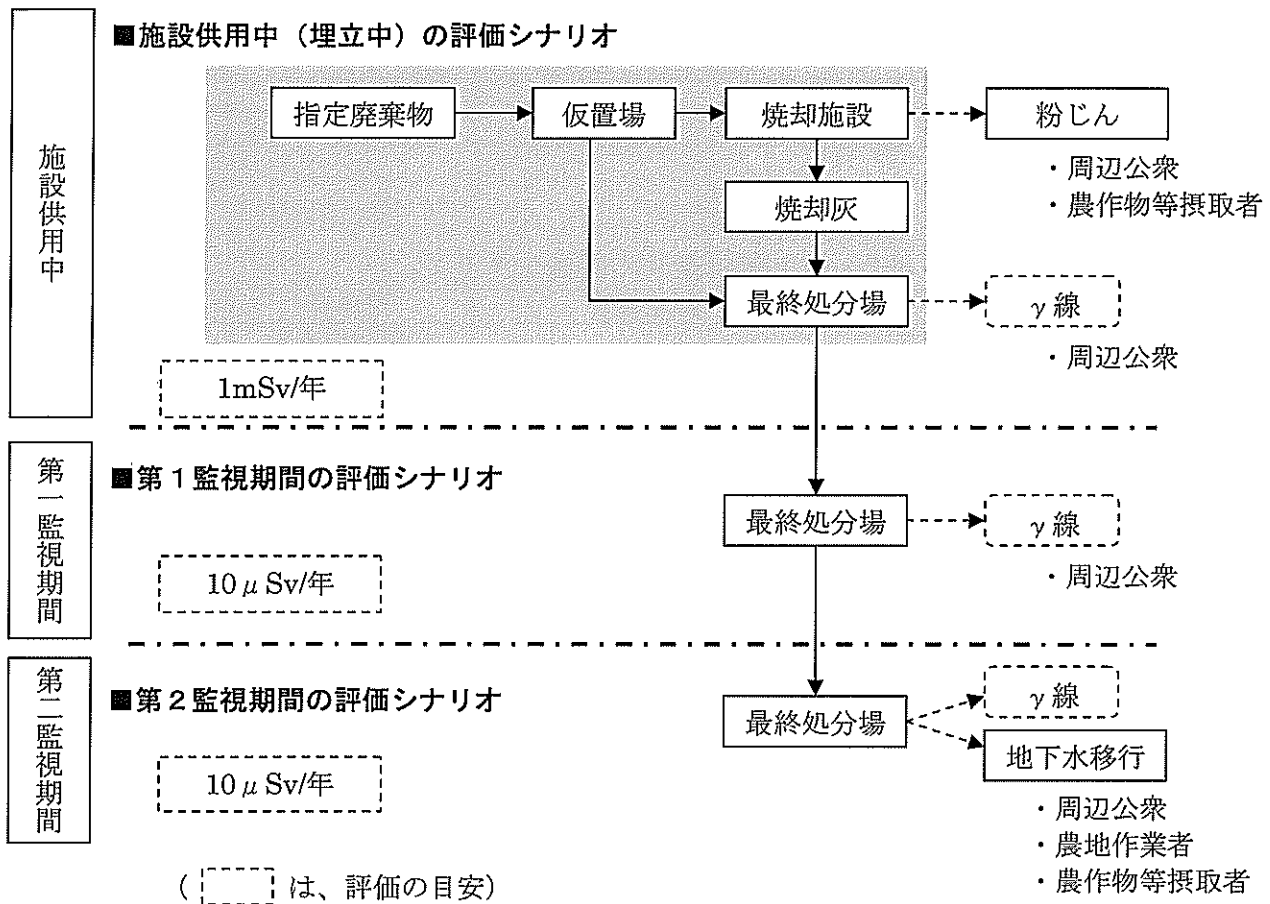 施設供用中
■施設供用中（埋立中）の評価シナリオ
指定廃棄物
仮置場
焼却施設
粉じん
・周辺公衆
・農作物等摂取者
焼却灰
最終処分場
γ線
・周辺公衆
1mSv/年
第一監視期間
■第１監視期間の評価シナリオ
最終処分場
γ線
・周辺公衆
10μSv/年
第二監視期間
■第２監視期間の評価シナリオ
最終処分場
γ線
地下水移行
・周辺公衆
・農地作業者
・農作物等摂取者
10μSv/年
( は、評価の目安)